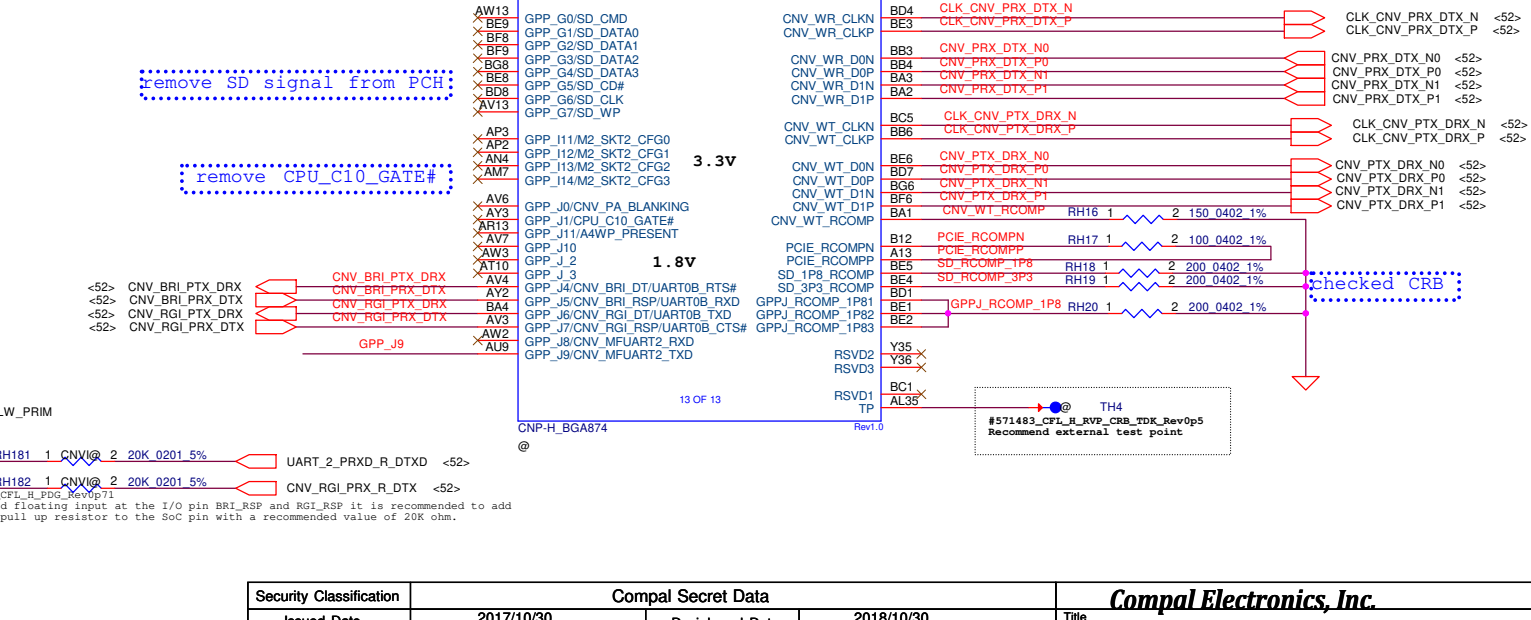 AW13 GPP_G0/SD_CMD
BE9 GPP_G1/SD_DATA0
BF8 GPP_G2/SD_DATA1
BF9 GPP_G3/SD_DATA2
BG8 GPP_G4/SD_DATA3
BE8 GPP_G5/SD_CD#
BD8 GPP_G6/SD_CLK
AV13 GPP_G7/SD_WP
remove SD signal from PCH
AP3 GPP_I11/M2_SKT2_CFG0
AP2 GPP_I12/M2_SKT2_CFG1
AN4 GPP_I13/M2_SKT2_CFG2
AM7 GPP_I14/M2_SKT2_CFG3
3.3V
remove CPU_C10_GATE#
AV6 GPP_J0/CNV_PA_BLANKING
AY3 GPP_J1/CPU_C10_GATE#
AR13 GPP_J11/A4WP_PRESENT
AV7 GPP_J10
AW3 GPP_J_2
AT10 GPP_J_3
1.8V
<52> CNV_BRI_PTX_DRX CNV_BRI_PTX_DRX AV4 GPP_J4/CNV_BRI_DT/UART0B_RTS#
<52> CNV_BRI_PRX_DTX CNV_BRI_PRX_DTX AY2 GPP_J5/CNV_BRI_RSP/UART0B_RXD
<52> CNV_RGI_PTX_DRX CNV_RGI_PTX_DRX BA4 GPP_J6/CNV_RGI_DT/UART0B_TXD
<52> CNV_RGI_PRX_DTX CNV_RGI_PRX_DTX AV3 GPP_J7/CNV_RGI_RSP/UART0B_CTS#
AW2 GPP_J8/CNV_MFUART2_RXD
GPP_J9 AU9 GPP_J9/CNV_MFUART2_TXD
CNV_WR_CLKN BD4 CLK_CNV_PRX_DTX_N CLK_CNV_PRX_DTX_N <52>
CNV_WR_CLKP BE3 CLK_CNV_PRX_DTX_P CLK_CNV_PRX_DTX_P <52>
CNV_WR_D0N BB3 CNV_PRX_DTX_N0 CNV_PRX_DTX_N0 <52>
CNV_WR_D0P BB4 CNV_PRX_DTX_P0 CNV_PRX_DTX_P0 <52>
CNV_WR_D1N BA3 CNV_PRX_DTX_N1 CNV_PRX_DTX_N1 <52>
CNV_WR_D1P BA2 CNV_PRX_DTX_P1 CNV_PRX_DTX_P1 <52>
CNV_WT_CLKN BC5 CLK_CNV_PTX_DRX_N CLK_CNV_PTX_DRX_N <52>
CNV_WT_CLKP BB6 CLK_CNV_PTX_DRX_P CLK_CNV_PTX_DRX_P <52>
CNV_WT_D0N BE6 CNV_PTX_DRX_N0 CNV_PTX_DRX_N0 <52>
CNV_WT_D0P BD7 CNV_PTX_DRX_P0 CNV_PTX_DRX_P0 <52>
CNV_WT_D1N BG6 CNV_PTX_DRX_N1 CNV_PTX_DRX_N1 <52>
CNV_WT_D1P BF6 CNV_PTX_DRX_P1 CNV_PTX_DRX_P1 <52>
CNV_WT_RCOMP BA1 CNV_WT_RCOMP RH16 1 2 150_0402_1%
PCIE_RCOMPN B12 PCIE_RCOMPN RH17 1 2 100_0402_1%
PCIE_RCOMPP A13 PCIE_RCOMPP
SD_1P8_RCOMP BE5 SD_RCOMP_1P8 RH18 1 2 200_0402_1%
SD_3P3_RCOMP BE4 SD_RCOMP_3P3 RH19 1 2 200_0402_1%
checked CRB
GPPJ_RCOMP_1P81 BD1
GPPJ_RCOMP_1P82 BE1 GPPJ_RCOMP_1P8 RH20 1 2 200_0402_1%
GPPJ_RCOMP_1P83 BE2
RSVD2 Y35
RSVD3 Y36
RSVD1 BC1
TP AL35
@ TH4
#571483_CFL_H_RVP_CRB_TDK_Rev0p5
Recommend external test point
13 OF 13
CNP-H_BGA874
Rev1.0
@
LW_PRIM
RH181 1 CNVI@ 2 20K_0201_5% UART_2_PRXD_R_DTXD <52>
RH182 1 CNVI@ 2 20K_0201_5% CNV_RGI_PRX_R_DTX <52>
CFL_H_PDG_Rev0p71
d floating input at the I/O pin BRI_RSP and RGI_RSP it is recommended to add
pull up resistor to the SoC pin with a recommended value of 20K ohm.
Security Classification Compal Secret Data Compal Electronics, Inc.
Issued Date 2017/10/30 2018/10/30 Title